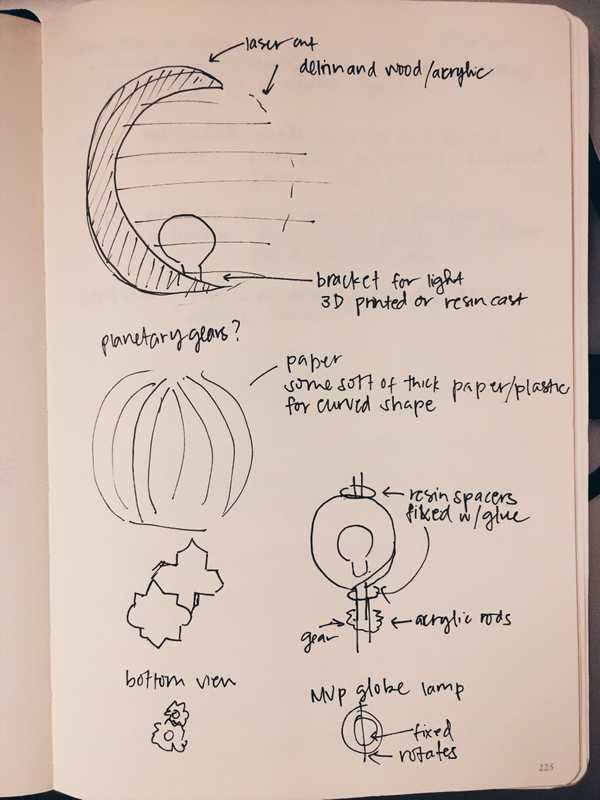 laser cut
delrin and wood/acrylic
bracket for light
3D printed or resin cast
planetary gears?
paper
some sort of thick paper/plastic
for curved shape
resin spacers
fixed w/glue
gear
acrylic rods
bottom view
MVP globe lamp
fixed
rotates
225